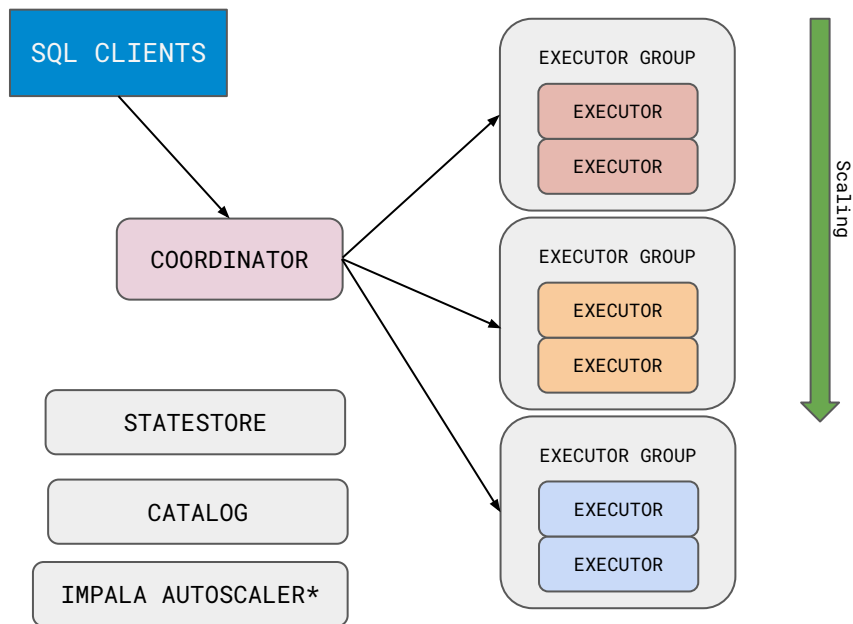 SQL CLIENTS
COORDINATOR
STATESTORE
CATALOG
IMPALA AUTOSCALER*
EXECUTOR GROUP
EXECUTOR
EXECUTOR
EXECUTOR GROUP
EXECUTOR
EXECUTOR
EXECUTOR GROUP
EXECUTOR
EXECUTOR
Scaling